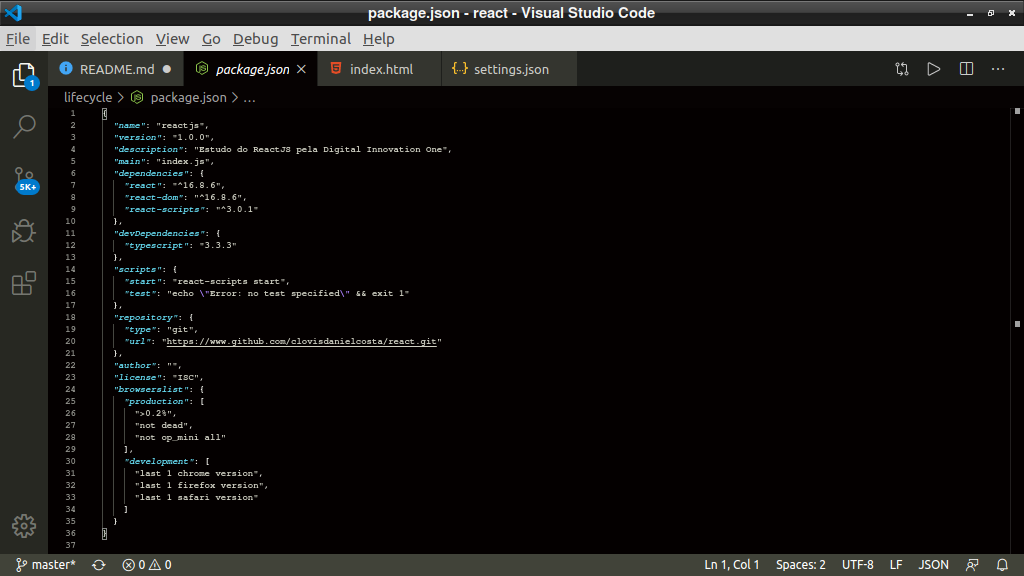 package.json - react - Visual Studio Code
File Edit Selection View Go Debug Terminal Help
README.md package.json index.html settings.json
1
lifecycle package.json ...
5K+
1 {
2 "name": "reactjs",
3 "version": "1.0.0",
4 "description": "Estudo do ReactJS pela Digital Innovation One",
5 "main": "index.js",
6 "dependencies": {
7 "react": "^16.8.6",
8 "react-dom": "^16.8.6",
9 "react-scripts": "^3.0.1"
10 },
11 "devDependencies": {
12 "typescript": "3.3.3"
13 },
14 "scripts": {
15 "start": "react-scripts start",
16 "test": "echo \"Error: no test specified\" && exit 1"
17 },
18 "repository": {
19 "type": "git",
20 "url": "https://www.github.com/clovisdanielcosta/react.git"
21 },
22 "author": "",
23 "license": "ISC",
24 "browserslist": {
25 "production": [
26 ">0.2%",
27 "not dead",
28 "not op_mini all"
29 ],
30 "development": [
31 "last 1 chrome version",
32 "last 1 firefox version",
33 "last 1 safari version"
34 ]
35 }
36 }
37
master* 0 0 Ln 1, Col 1 Spaces: 2 UTF-8 LF JSON